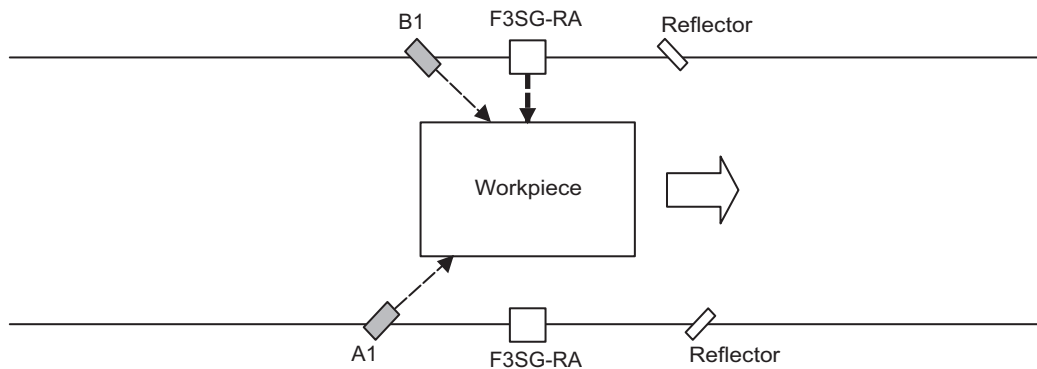 B1
F3SG-RA
Reflector
Workpiece
A1
F3SG-RA
Reflector